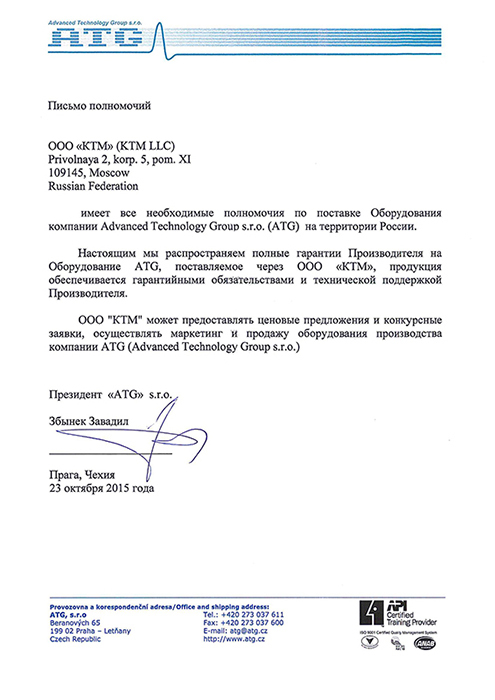 Advanced Technology Group s.r.o.
ATG
Письмо полномочий
ООО «КТМ» (KTM LLC)
Privolnaya 2, korp. 5, pom. XI
109145, Moscow
Russian Federation
имеет все необходимые полномочия по поставке Оборудования
компании Advanced Technology Group s.r.o. (ATG) на территории России.
Настоящим мы распространяем полные гарантии Производителя на
Оборудование ATG, поставляемое через ООО «КТМ», продукция
обеспечивается гарантийными обязательствами и технической поддержкой
Производителя.
ООО "КТМ" может предоставлять ценовые предложения и конкурсные
заявки, осуществлять маркетинг и продажу оборудования производства
компании ATG (Advanced Technology Group s.r.o.)
Президент «ATG» s.r.o.
Збынек Завадил
Прага, Чехия
23 октября 2015 года
Provozovna a korespondenční adresa/Office and shipping address:
ATG, s.r.o
Beranových 65
199 02 Praha – Letňany
Czech Republic
Tel.: +420 273 037 611
Fax: +420 273 037 600
E-mail: atg@atg.cz
http://www.atg.cz
API
Certified
Training Provider
ISO 9001 Certified Quality Management System
ANAB